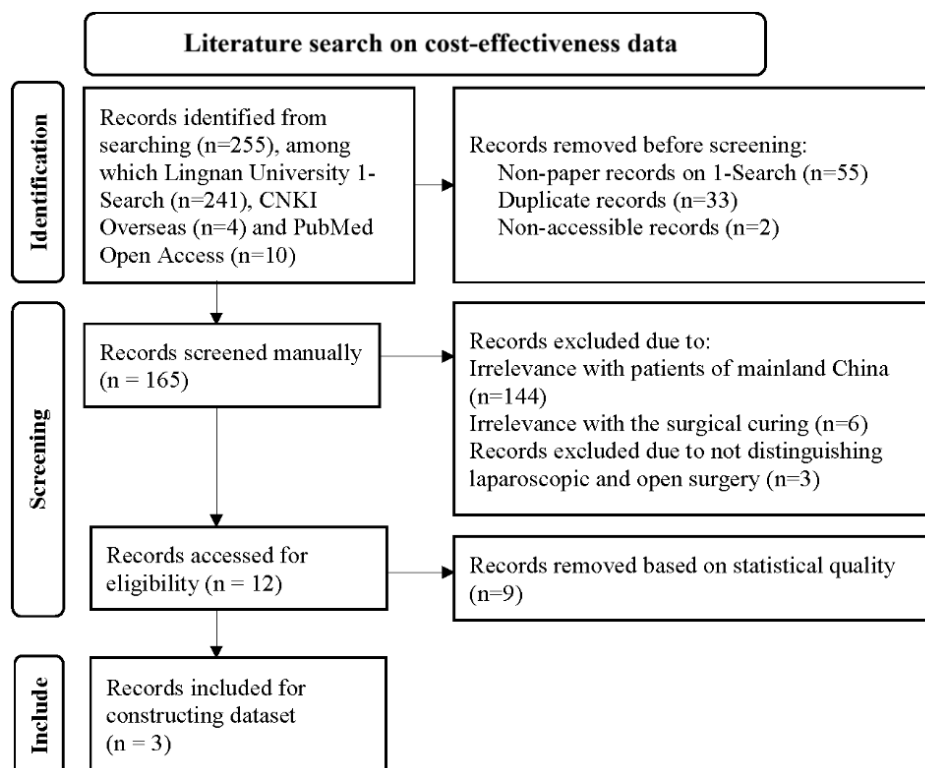 Literature search on cost-effectiveness data
Identification
Records identified from
searching (n=255), among
which Lingnan University 1-
Search (n=241), CNKI
Overseas (n=4) and PubMed
Open Access (n=10)
Records removed before screening:
Non-paper records on 1-Search (n=55)
Duplicate records (n=33)
Non-accessible records (n=2)
Screening
Records screened manually
(n = 165)
Records excluded due to:
Irrelevance with patients of mainland China
(n=144)
Irrelevance with the surgical curing (n=6)
Records excluded due to not distinguishing
laparoscopic and open surgery (n=3)
Records accessed for
eligibility (n = 12)
Records removed based on statistical quality
(n=9)
Include
Records included for
constructing dataset
(n = 3)